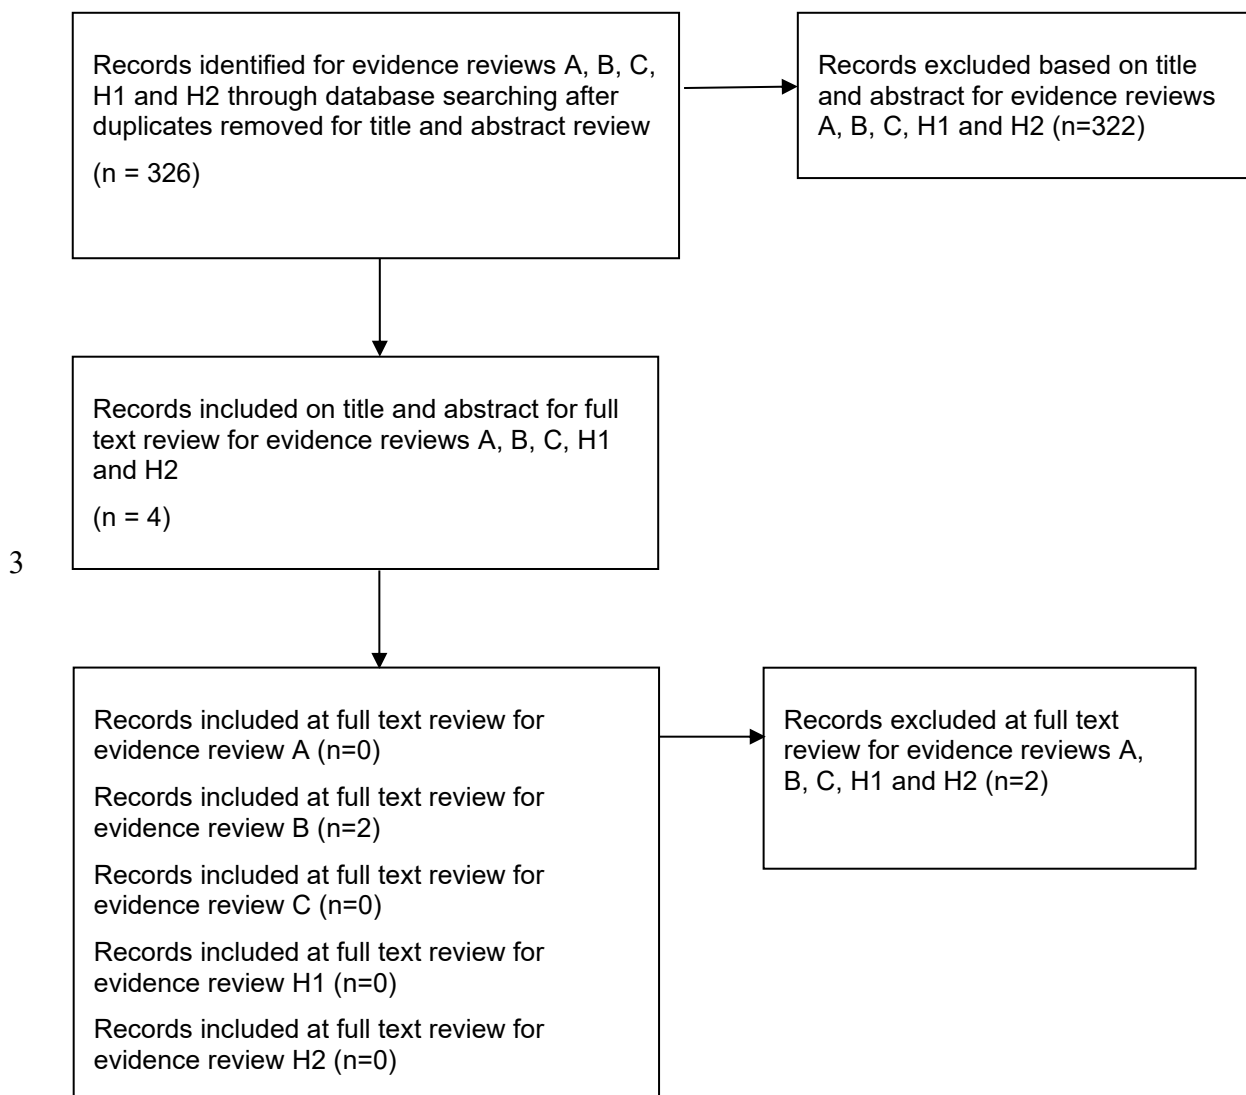 Records identified for evidence reviews A, B, C,
H1 and H2 through database searching after
duplicates removed for title and abstract review
(n = 326)
Records excluded based on title
and abstract for evidence reviews
A, B, C, H1 and H2 (n=322)
Records included on title and abstract for full
text review for evidence reviews A, B, C, H1
and H2
(n = 4)
3
Records included at full text review for
evidence review A (n=0)
Records included at full text review for
evidence review B (n=2)
Records included at full text review for
evidence review C (n=0)
Records included at full text review for
evidence review H1 (n=0)
Records included at full text review for
evidence review H2 (n=0)
Records excluded at full text
review for evidence reviews A,
B, C, H1 and H2 (n=2)